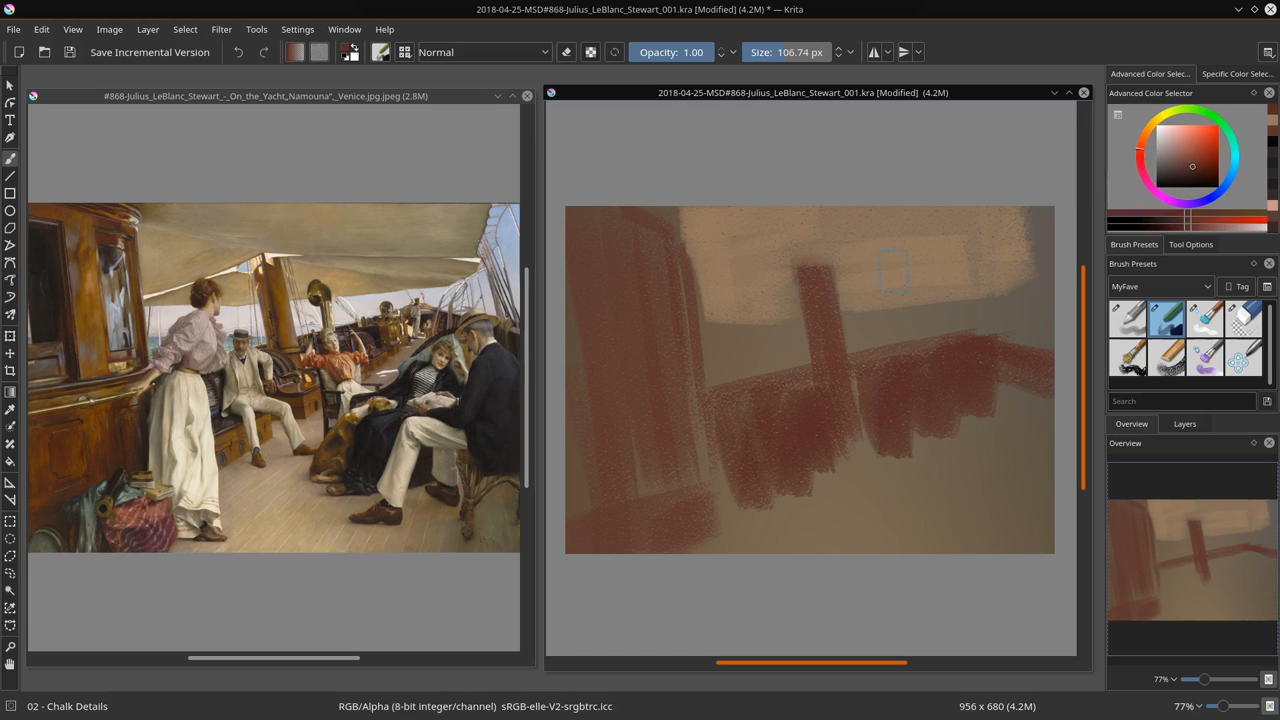 2018-04-25-MSD#868-Julius_LeBlanc_Stewart_001.kra [Modified] (4.2M) * — Krita
File Edit View Image Layer Select Filter Tools Settings Window Help
Save Incremental Version Normal Opacity: 1.00 Size: 106.74 px
Advanced Color Selec... Specific Color Selec...
#868-Julius_LeBlanc_Stewart_-_On_the_Yacht_„Namouna“,_Venice.jpg.jpeg (2.8M)
2018-04-25-MSD#868-Julius_LeBlanc_Stewart_001.kra [Modified] (4.2M)
Advanced Color Selector
Brush Presets Tool Options
Brush Presets
MyFave Tag
Search
Overview Layers
Overview
77%
02 - Chalk Details RGB/Alpha (8-bit integer/channel) sRGB-elle-V2-srgbtrc.icc 956 x 680 (4.2M) 77%